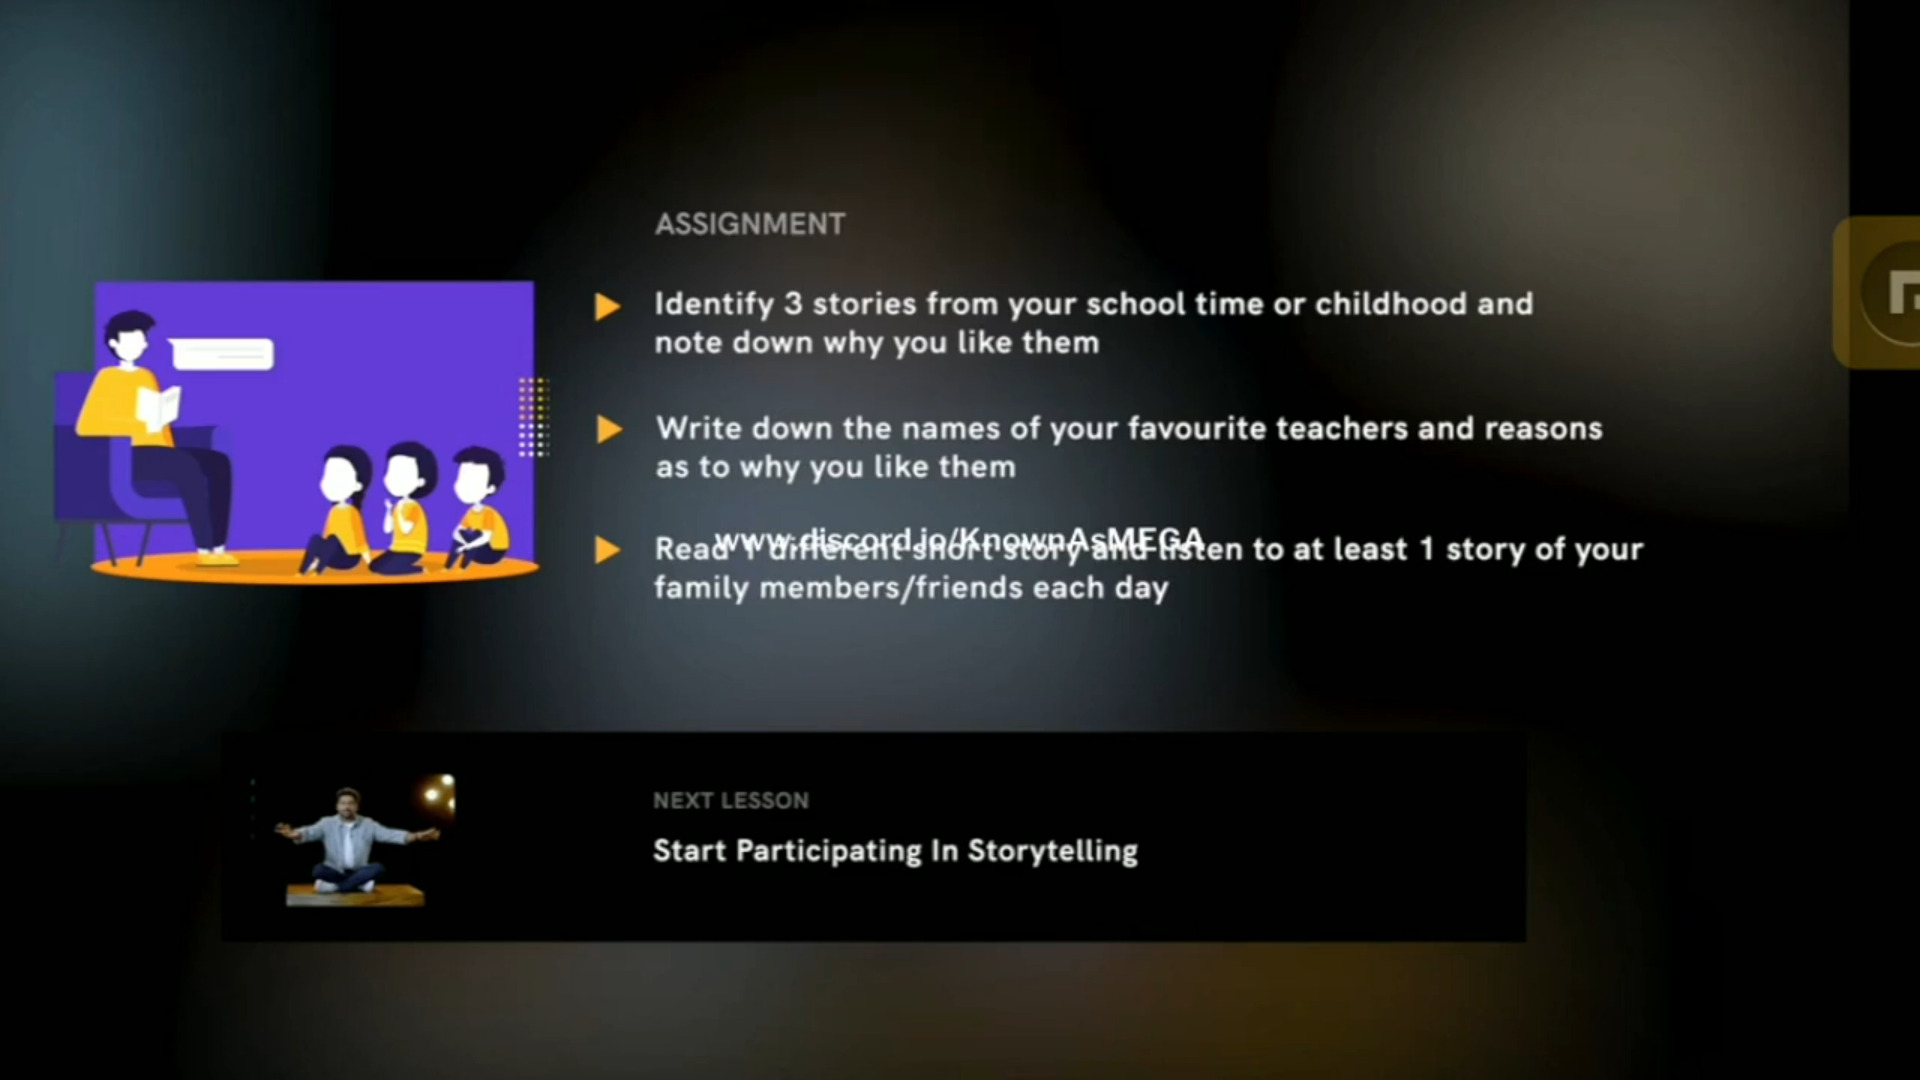 ASSIGNMENT
Identify 3 stories from your school time or childhood and
note down why you like them
Write down the names of your favourite teachers and reasons
as to why you like them
www.discord.io/KnownAsMEGA
Read 1 different short story and listen to at least 1 story of your
family members/friends each day
NEXT LESSON
Start Participating In Storytelling